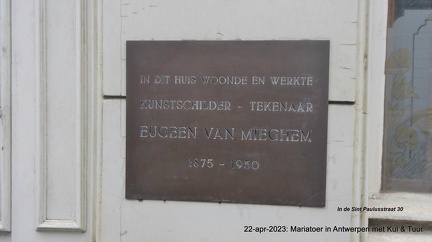 IN DIT HUIS WOONDE EN WERKTE
KUNSTSCHILDER - TEKENAAR
EUGEEN VAN MIEGHEM
1875 - 1930
In de Sint Paulusstraat 30
22-apr-2023: Mariatoer in Antwerpen met Kul & Tuur